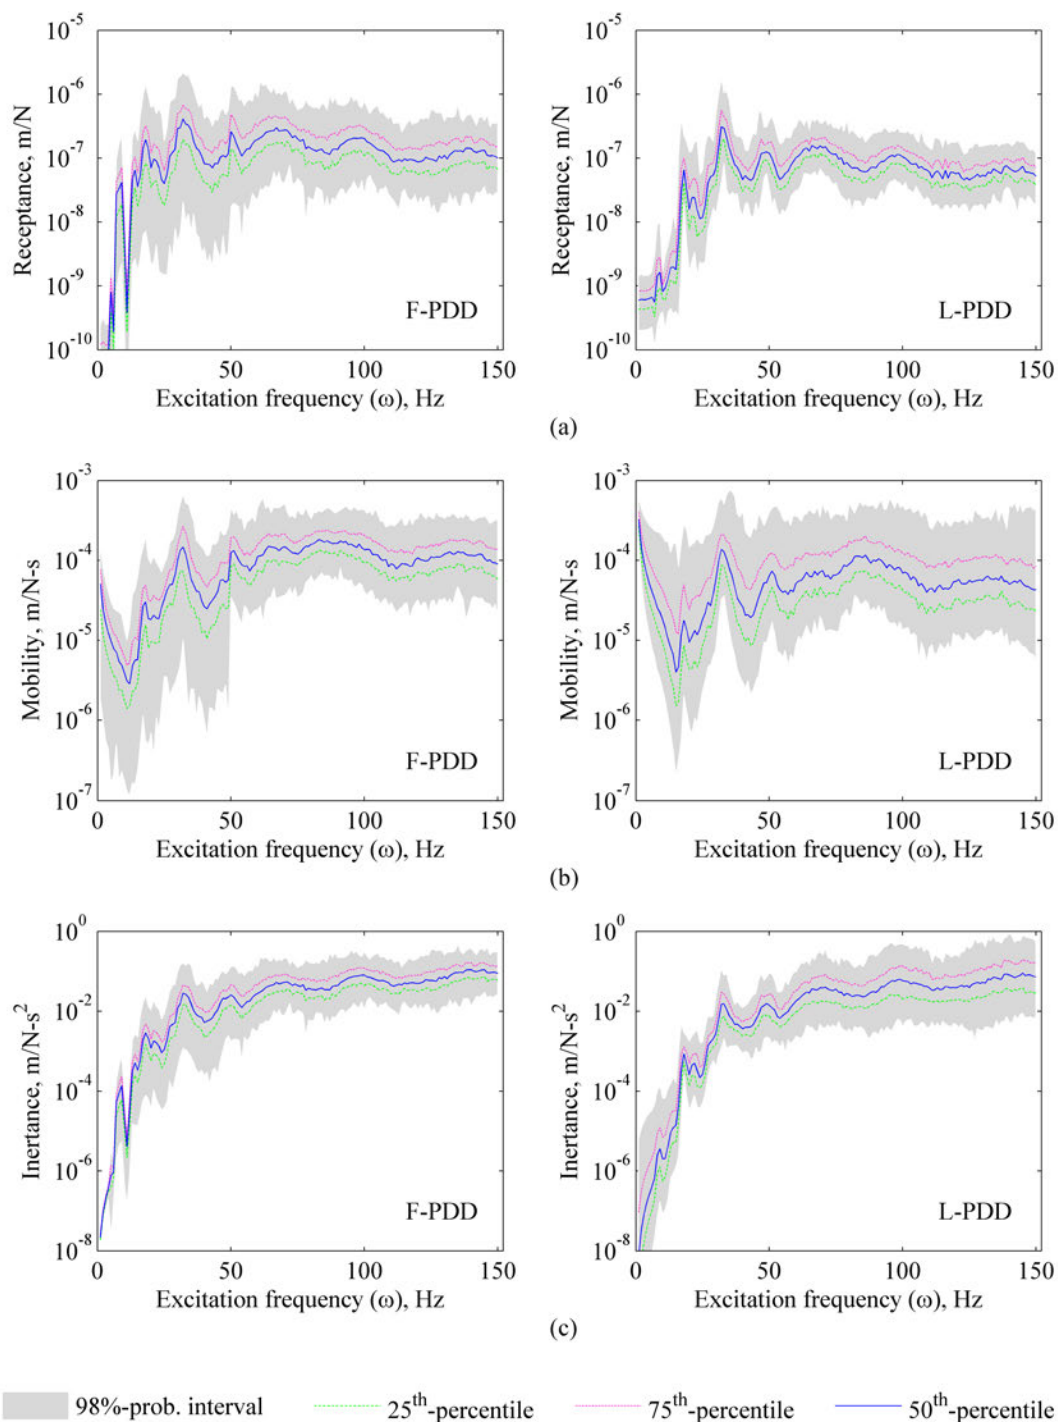 10^-5 10^-5
10^-6 10^-6
10^-7 10^-7
10^-8 10^-8
10^-9 10^-9
10^-10 10^-10
Receptance, m/N Receptance, m/N
F-PDD L-PDD
0 50 100 150 0 50 100 150
Excitation frequency (ω), Hz Excitation frequency (ω), Hz
(a)
10^-3 10^-3
10^-4 10^-4
10^-5 10^-5
10^-6 10^-6
10^-7 10^-7
Mobility, m/N-s Mobility, m/N-s
F-PDD L-PDD
0 50 100 150 0 50 100 150
Excitation frequency (ω), Hz Excitation frequency (ω), Hz
(b)
10^0 10^0
10^-2 10^-2
10^-4 10^-4
10^-6 10^-6
10^-8 10^-8
Inertance, m/N-s^2 Inertance, m/N-s^2
F-PDD L-PDD
0 50 100 150 0 50 100 150
Excitation frequency (ω), Hz Excitation frequency (ω), Hz
(c)
98%-prob. interval 25^th-percentile 75^th-percentile 50^th-percentile